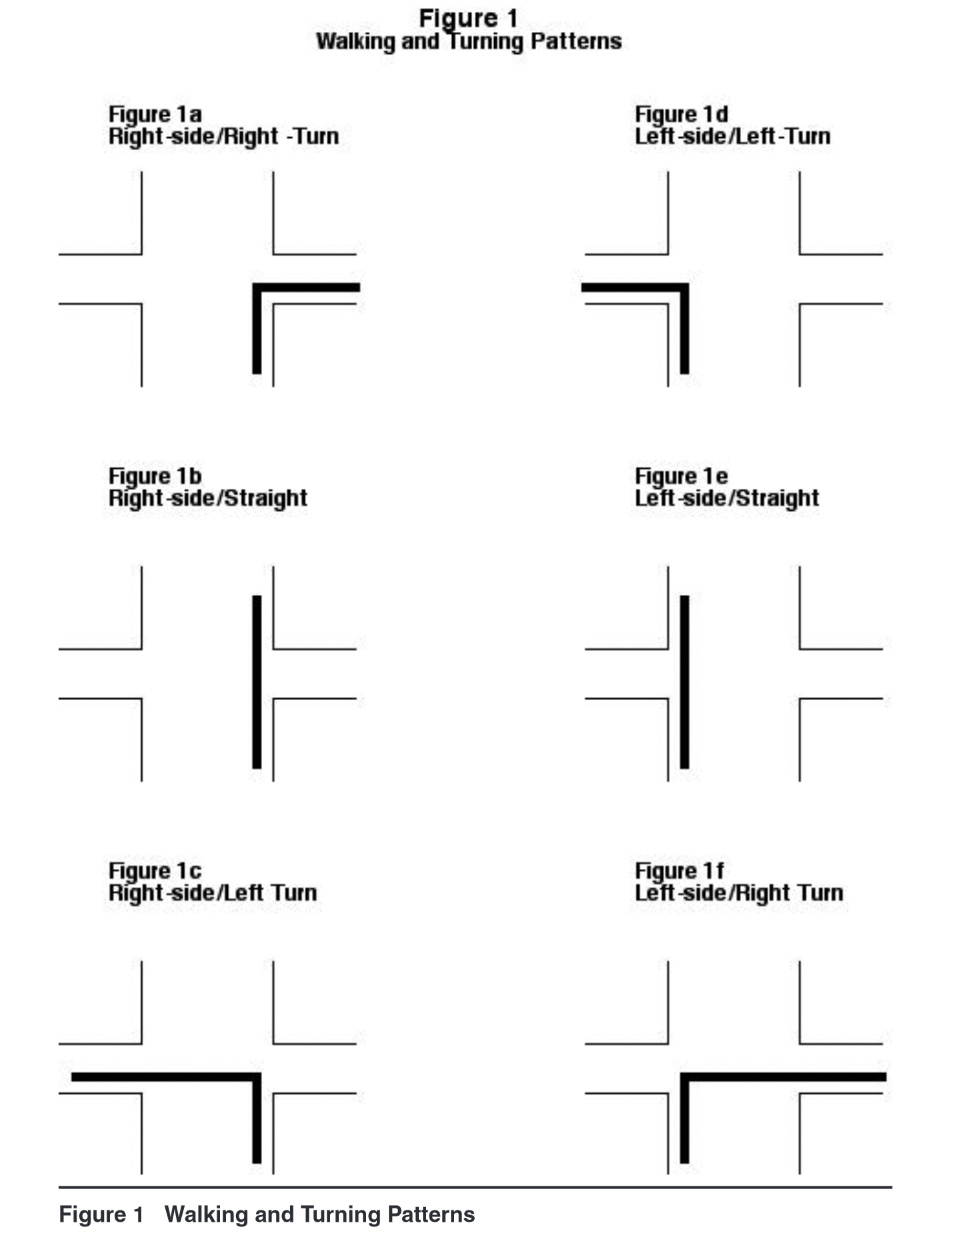 Figure 1
Walking and Turning Patterns
Figure 1a
Right-side/Right -Turn
Figure 1d
Left-side/Left-Turn
Figure 1b
Right-side/Straight
Figure 1e
Left-side/Straight
Figure 1c
Right-side/Left Turn
Figure 1f
Left-side/Right Turn
Figure 1 Walking and Turning Patterns